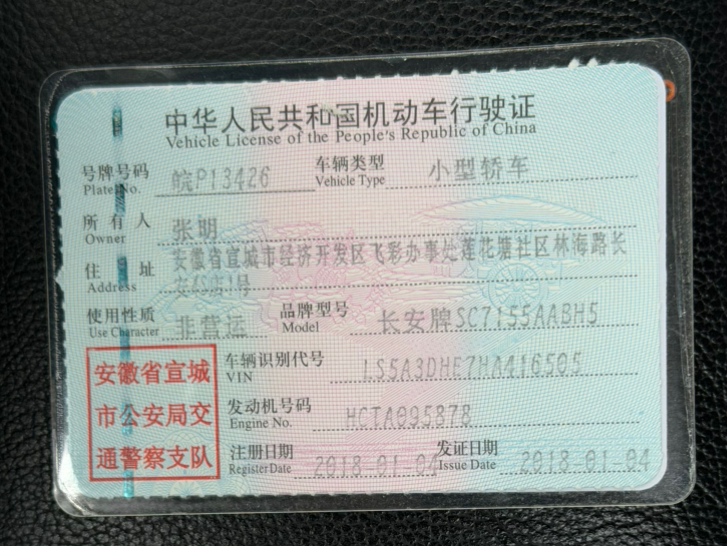 中华人民共和国机动车行驶证
Vehicle License of the People's Republic of China
号牌号码 皖P13426 车辆类型 小型轿车
Plate No. Vehicle Type
所有人 张明
Owner
住址 安徽省宣城市经济开发区飞彩办事处莲花塘社区林海路长
Address 安4S店1号
使用性质 非营运 品牌型号 长安牌SC7155AABH5
Use Character Model
安徽省宣城
市公安局交
通警察支队
车辆识别代号 LS5A3DHE7HA416505
VIN
发动机号码 HCTA095878
Engine No.
注册日期 2018-01-04 发证日期 2018-01-04
Register Date Issue Date